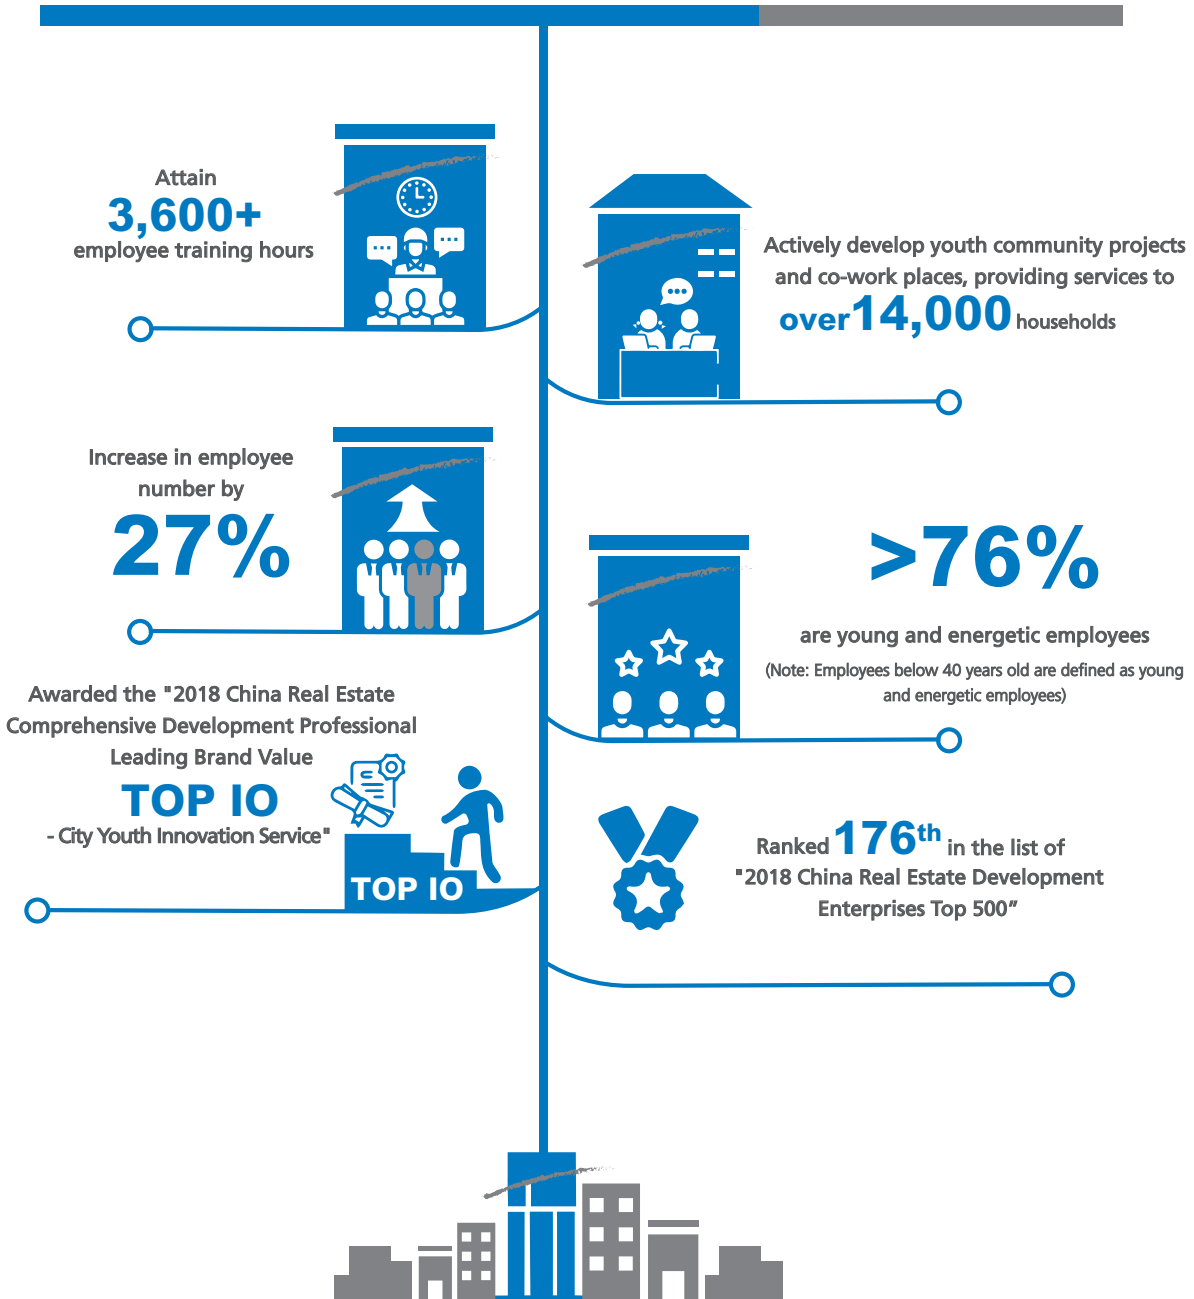 Attain
3,600+
employee training hours
Actively develop youth community projects
and co-work places, providing services to
over 14,000 households
Increase in employee
number by
27%
>76%
are young and energetic employees
(Note: Employees below 40 years old are defined as young
and energetic employees)
Awarded the "2018 China Real Estate
Comprehensive Development Professional
Leading Brand Value
TOP IO
- City Youth Innovation Service"
TOP IO
Ranked 176th in the list of
"2018 China Real Estate Development
Enterprises Top 500”